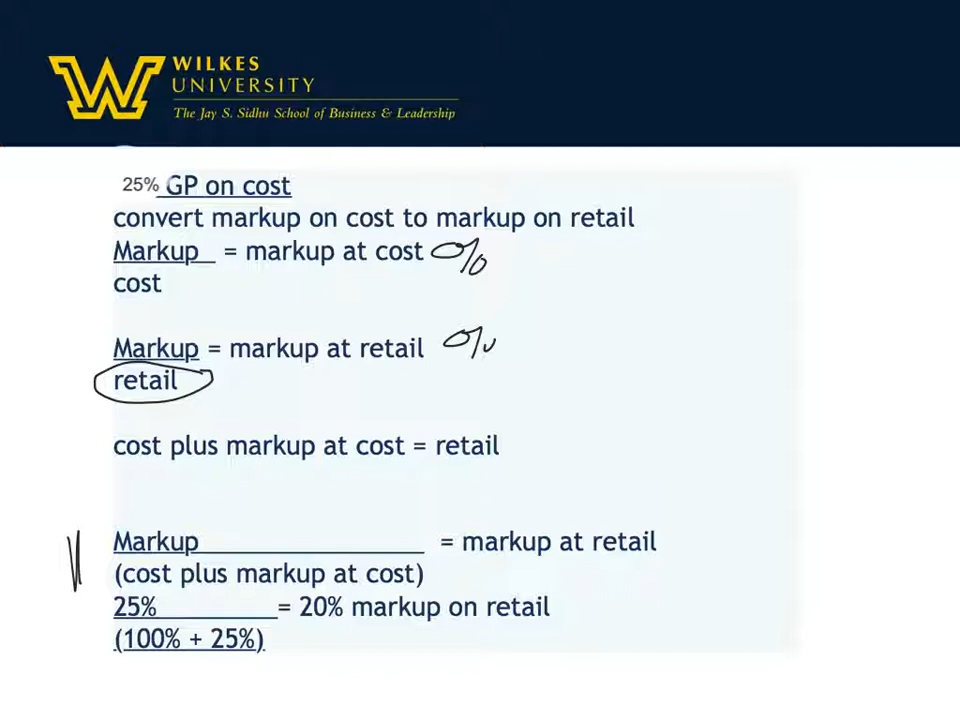 WILKES
UNIVERSITY
The Jay S. Sidhu School of Business & Leadership
25% GP on cost
convert markup on cost to markup on retail
Markup = markup at cost %
cost
Markup = markup at retail %
retail
cost plus markup at cost = retail
Markup = markup at retail
(cost plus markup at cost)
25% = 20% markup on retail
(100% + 25%)